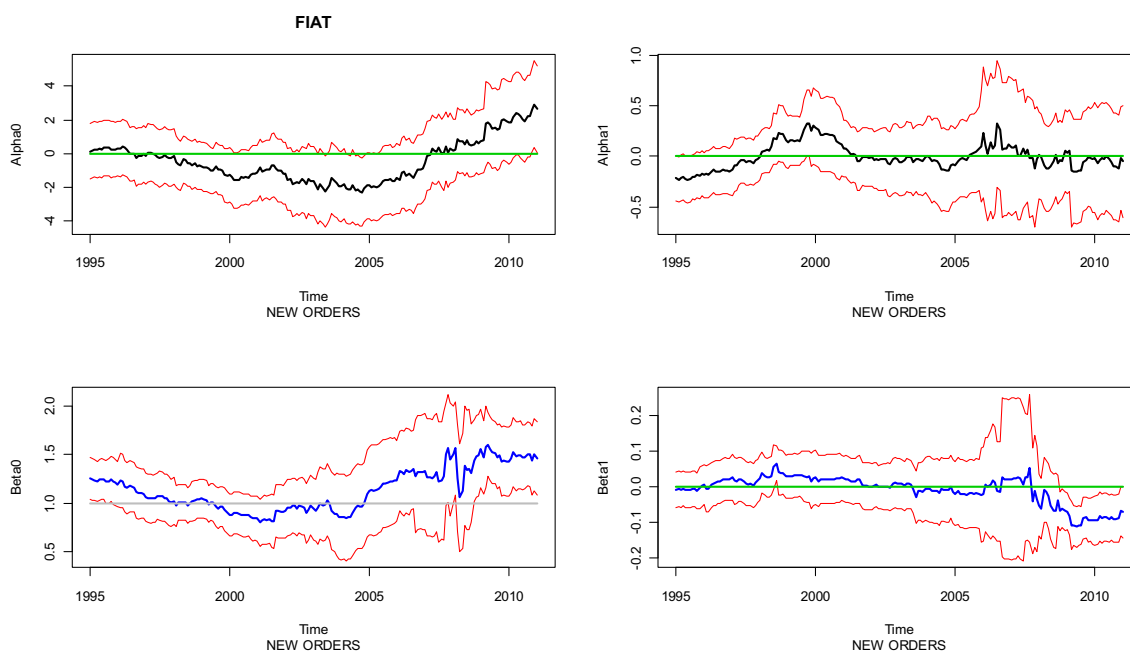 FIAT
Alpha0
4
2
0
-2
-4
1995 2000 2005 2010
Time
NEW ORDERS
Alpha1
1.0
0.5
0.0
-0.5
1995 2000 2005 2010
Time
NEW ORDERS
Beta0
2.0
1.5
1.0
0.5
1995 2000 2005 2010
Time
NEW ORDERS
Beta1
0.2
0.1
0.0
-0.1
-0.2
1995 2000 2005 2010
Time
NEW ORDERS